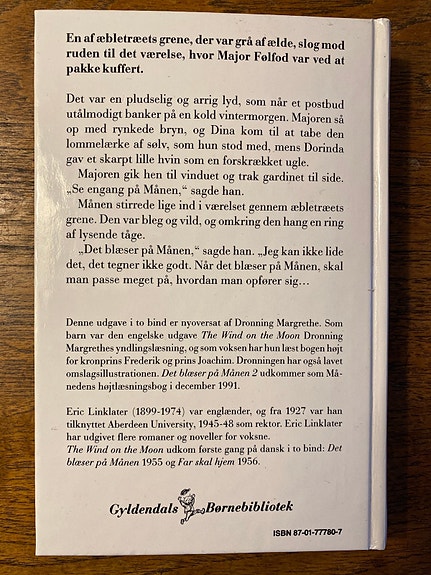 En af æbletræets grene, der var grå af ælde, slog mod
ruden til det værelse, hvor Major Følfod var ved at
pakke kuffert.
Det var en pludselig og arrig lyd, som når et postbud
utålmodigt banker på en kold vintermorgen. Majoren så
op med rynkede bryn, og Dina kom til at tabe den
lommelærke af sølv, som hun stod med, mens Dorinda
gav et skarpt lille hvin som en forskrækket ugle.
Majoren gik hen til vinduet og trak gardinet til side.
„Se engang på Månen,“ sagde han.
Månen stirrede lige ind i værelset gennem æbletræets
grene. Den var bleg og vild, og omkring den hang en ring
af lysende tåge.
„Det blæser på Månen,“ sagde han. „Jeg kan ikke lide
det, det tegner ikke godt. Når det blæser på Månen, skal
man passe meget på, hvordan man opfører sig...
Denne udgave i to bind er nyoversat af Dronning Margrethe. Som
barn var den engelske udgave The Wind on the Moon Dronning
Margrethes yndlingslæsning, og som voksen har hun læst bogen højt
for kronprins Frederik og prins Joachim. Dronningen har også lavet
omslagsillustrationen. Det blæser på Månen 2 udkommer som Må-
nedens højtlæsningsbog i december 1991.
Eric Linklater (1899-1974) var englænder, og fra 1927 var han
tilknyttet Aberdeen University, 1945-48 som rektor. Eric Linklater
har udgivet flere romaner og noveller for voksne.
The Wind on the Moon udkom første gang på dansk i to bind: Det
blæser på Månen 1955 og Far skal hjem 1956.
Gyldendals Børnebibliotek
ISBN 87-01-77780-7